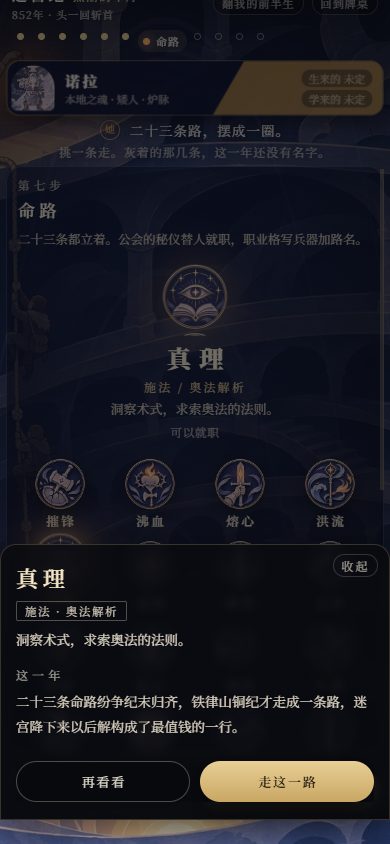 852年·头一回斩首
翻我的前半生
回到牌桌
命路
诺拉
本地之魂·矮人·炉脉
生来的 未定
学来的 未定
二十三条路，摆成一圈。
挑一条走。灰着的那几条，这一年还没有名字。
第七步
命路
二十三条都立着。公会的秘仪替人就职，职业格写兵器加路名。
真理
施法 / 奥法解析
洞察术式，求索奥法的法则。
可以就职
摧锋
沸血
熔心
洪流
收起
真理
施法 · 奥法解析
洞察术式，求索奥法的法则。
这一年
二十三条命路纷争纪末归齐，铁律山铜纪才走成一条路，迷
宫降下来以后解构成了最值钱的一行。
再看看
走这一路